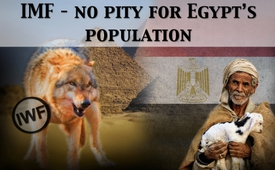 IMF - NO PITY FOR EGYPT'S
POPULATION
IWF